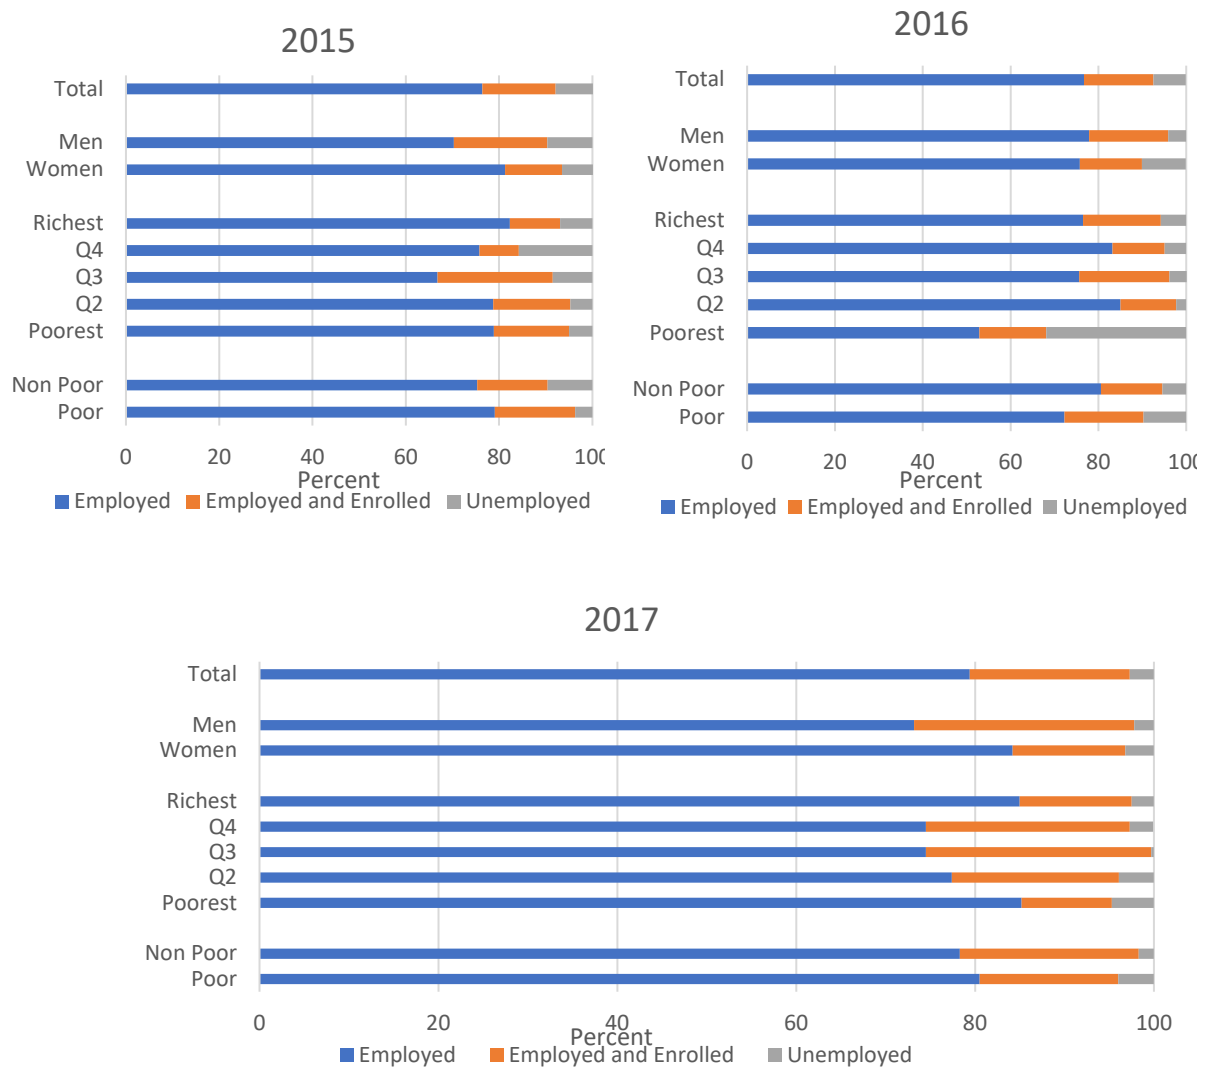 2015
Total
Men
Women
Richest
Q4
Q3
Q2
Poorest
Non Poor
Poor
0 20 40 60 80 100
Percent
Employed Employed and Enrolled Unemployed
2016
Total
Men
Women
Richest
Q4
Q3
Q2
Poorest
Non Poor
Poor
0 20 40 60 80 100
Percent
Employed Employed and Enrolled Unemployed
2017
Total
Men
Women
Richest
Q4
Q3
Q2
Poorest
Non Poor
Poor
0 20 40 60 80 100
Percent
Employed Employed and Enrolled Unemployed